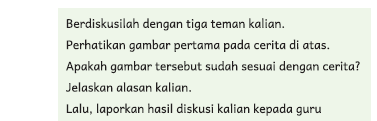 Berdiskusilah dengan tiga teman kalian.
Perhatikan gambar pertama pada cerita di atas.
Apakah gambar tersebut sudah sesuai dengan cerita?
Jelaskan alasan kalian.
Lalu, laporkan hasil diskusi kalian kepada guru